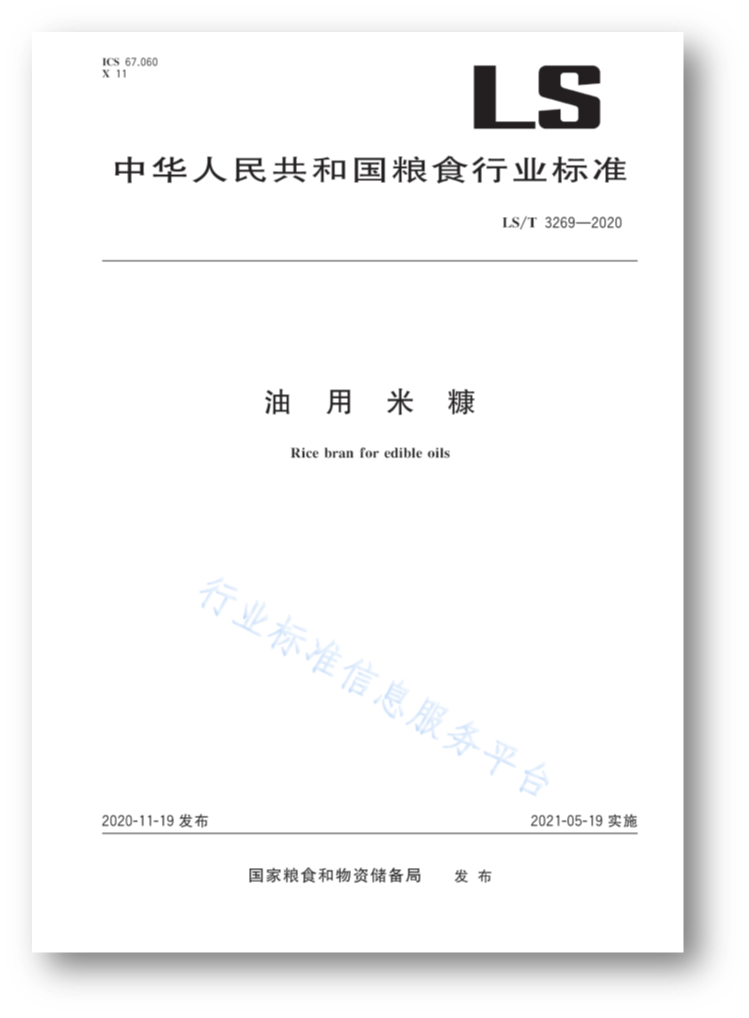 ICS 67.060
X 11
LS
中华人民共和国粮食行业标准
LS/T 3269—2020
油 用 米 糠
Rice bran for edible oils
行业标准信息服务平台
2020-11-19 发布
2021-05-19 实施
国家粮食和物资储备局 发 布